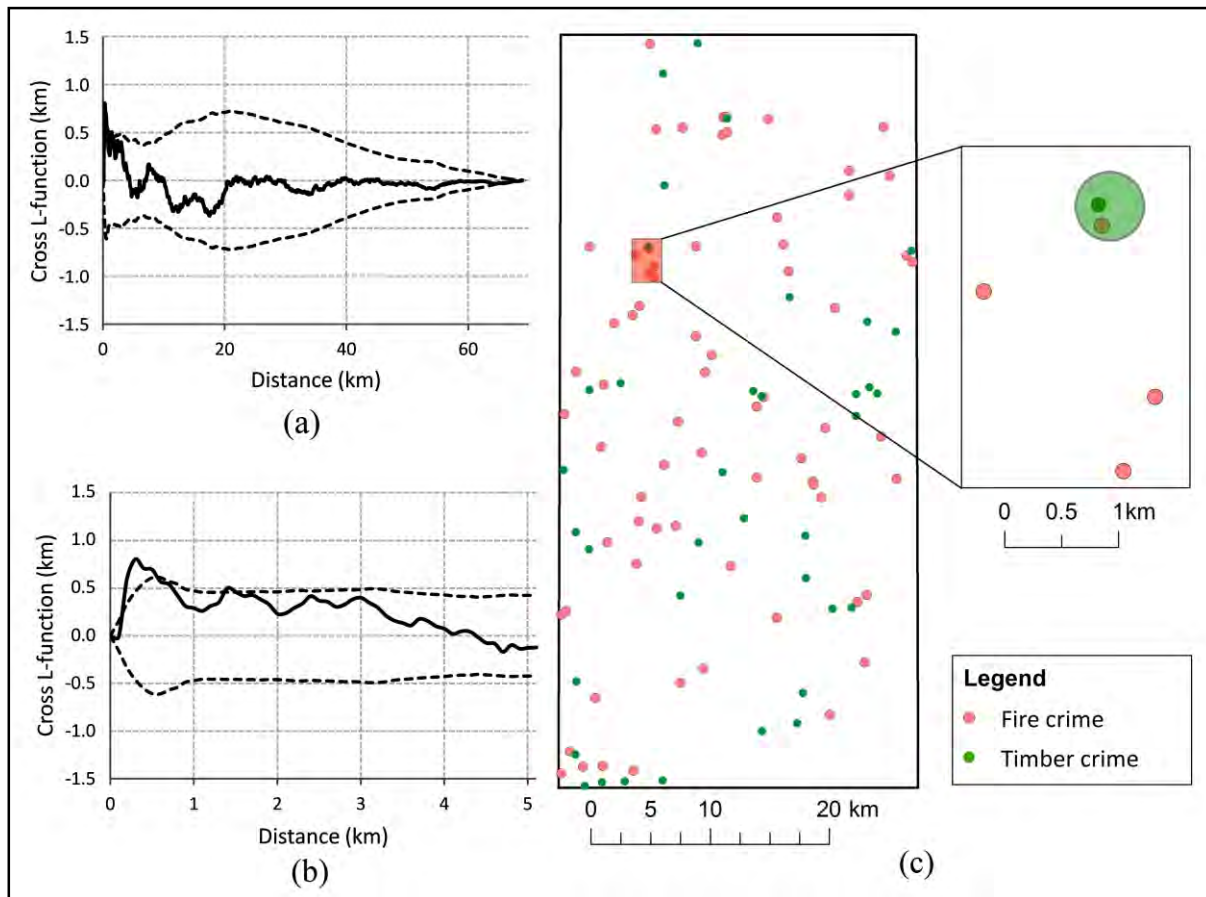 1.5
1.0
0.5
0.0
-0.5
-1.0
-1.5
Cross L-function (km)
0 20 40 60
Distance (km)
(a)
1.5
1.0
0.5
0.0
-0.5
-1.0
-1.5
Cross L-function (km)
0 1 2 3 4 5
Distance (km)
(b)
0 5 10 20 km
(c)
0 0.5 1km
Legend
Fire crime
Timber crime